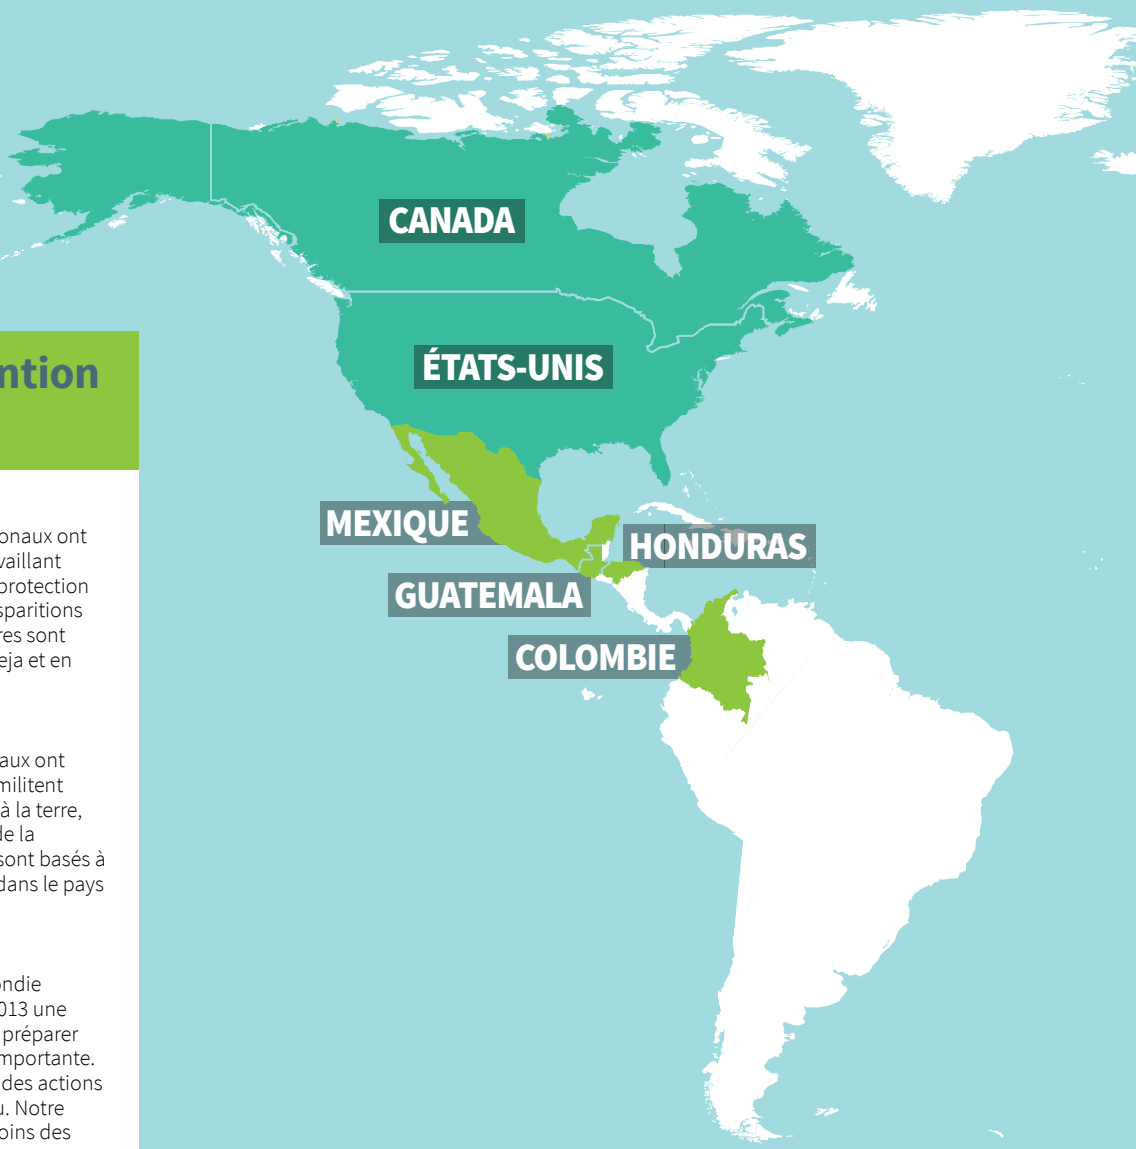 ntion
onaux ont
vaillant
protection
sparitions
res sont
eja et en
aux ont
militent
à la terre,
de la
sont basés à
dans le pays
ondie
013 une
préparer
mportante.
des actions
u. Notre
oins des
CANADA
ÉTATS-UNIS
MEXIQUE
HONDURAS
GUATEMALA
COLOMBIE